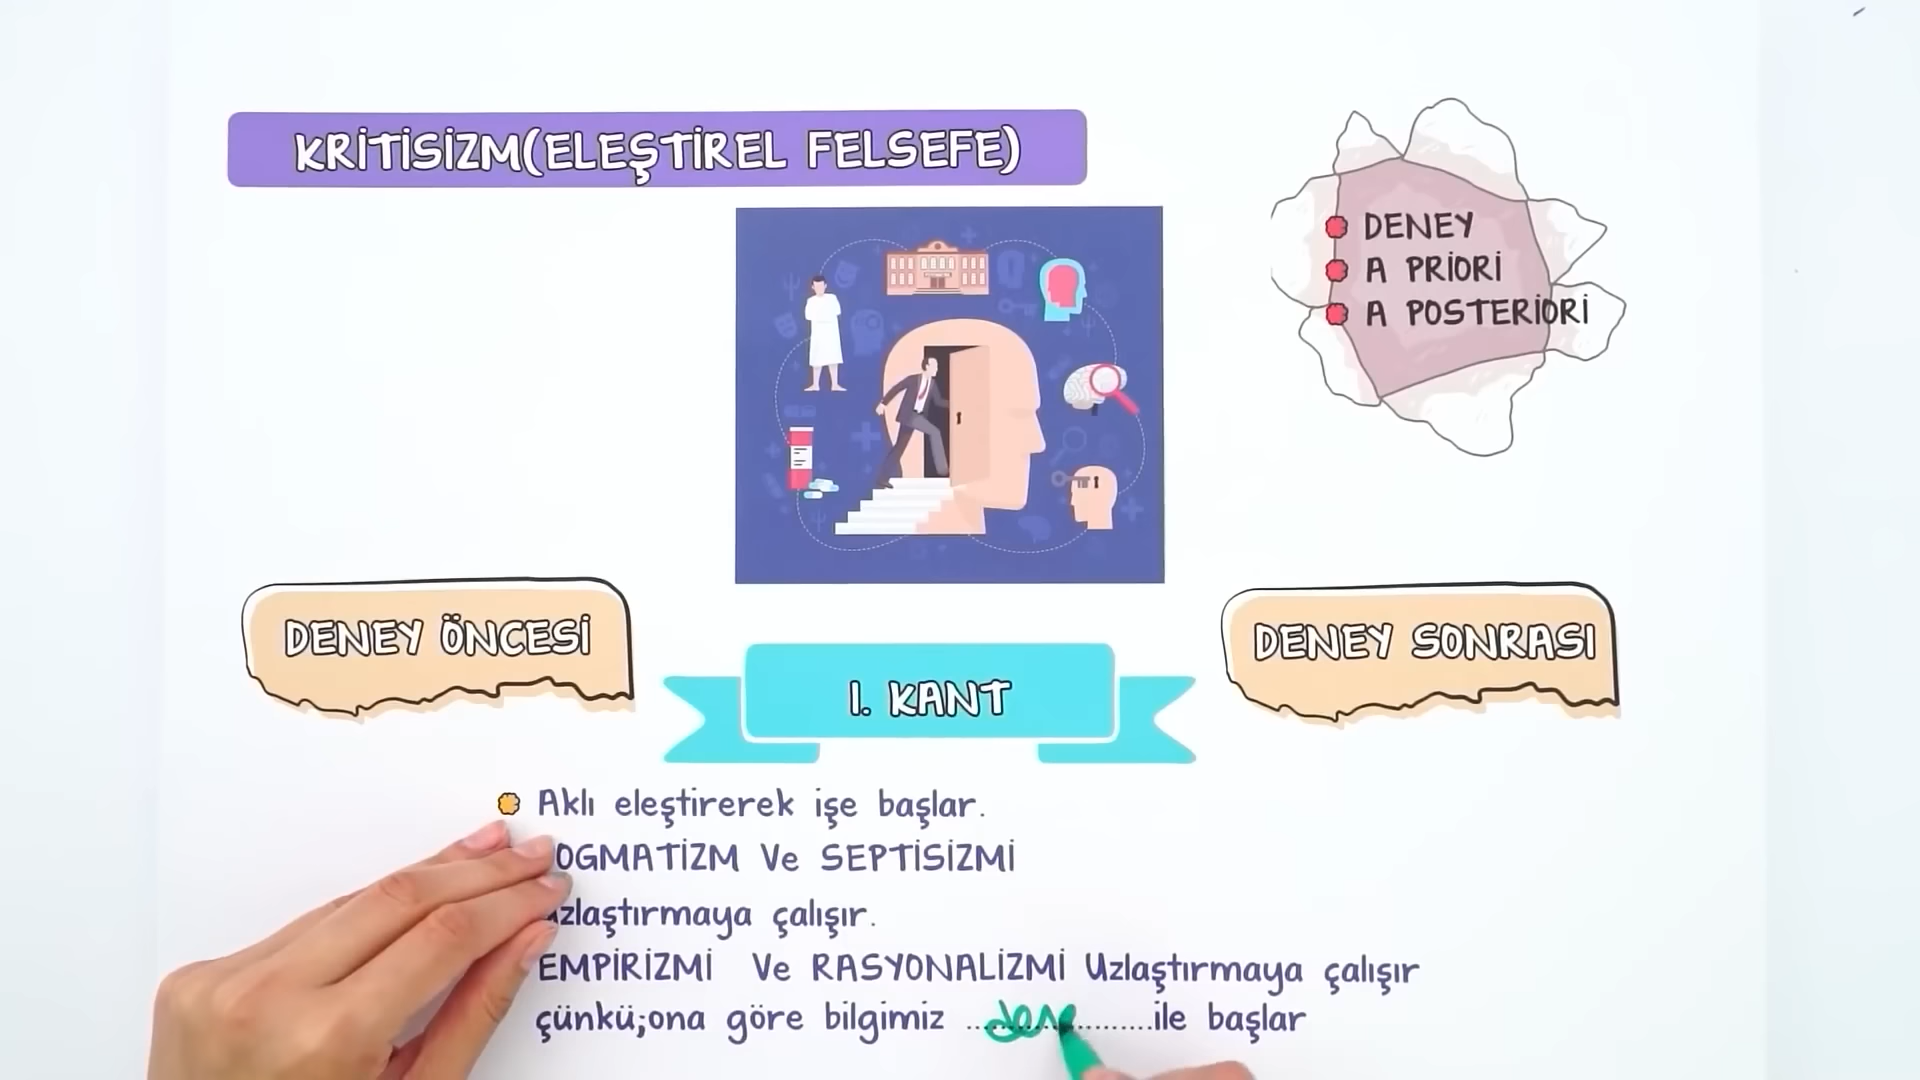 KRİTİSİZM(ELEŞTİREL FELSEFE)
DENEY
A PRİORİ
A POSTERİORİ
DENEY ÖNCESİ
DENEY SONRASI
I. KANT
Aklı eleştirerek işe başlar.
OGMATİZM Ve SEPTİSİZMİ
zlaştırmaya çalışır.
EMPİRİZMİ Ve RASYONALİZMİ Uzlaştırmaya çalışır
çünkü;ona göre bilgimiz ....dene......ile başlar